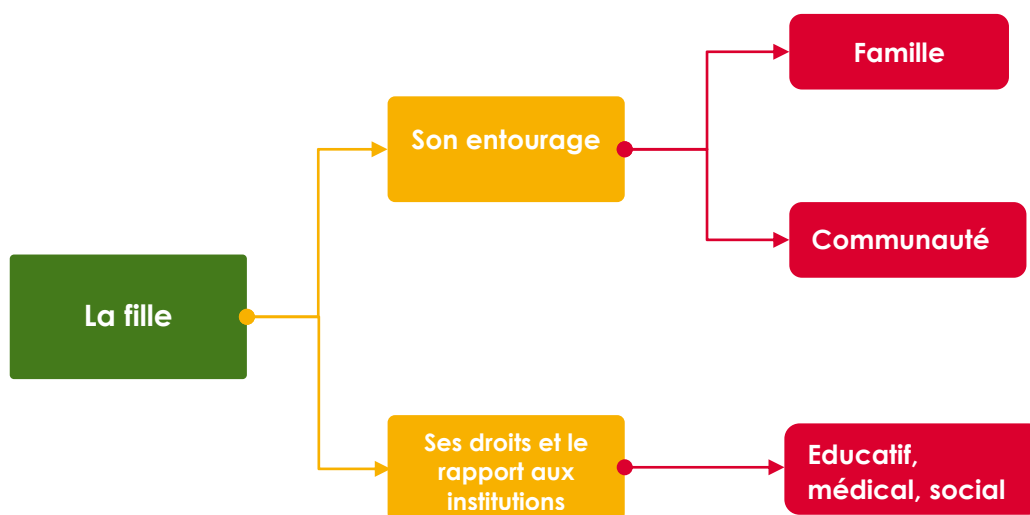 Famille
Son entourage
Communauté
La fille
Ses droits et le
rapport aux
institutions
Educatif,
médical, social